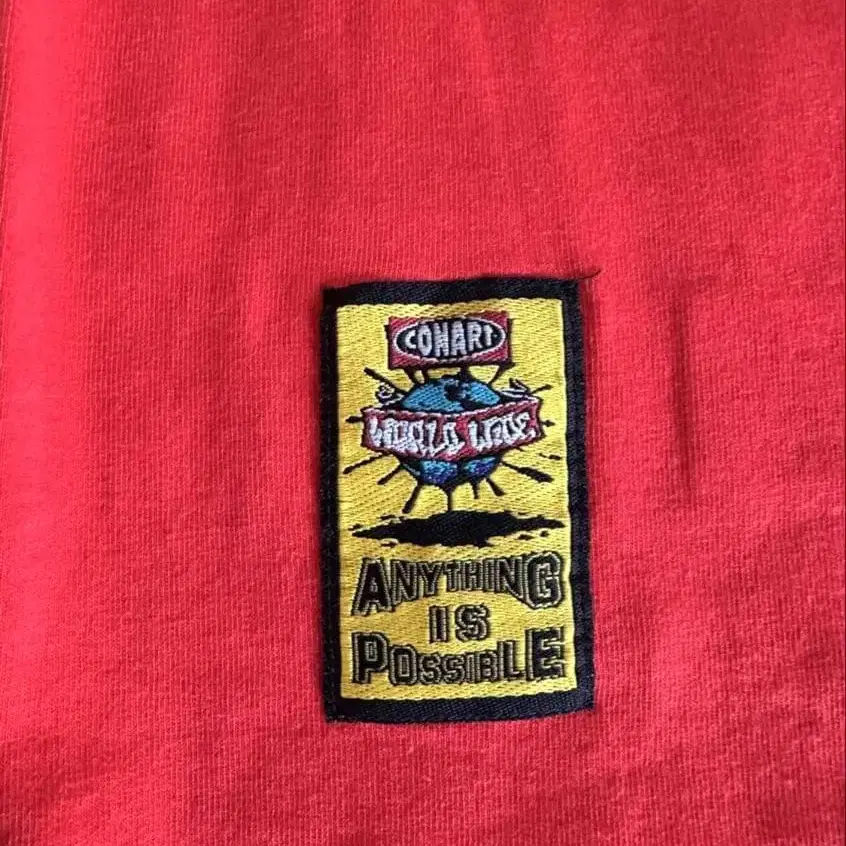 CONART
WORLD WIDE
ANYTHING
IS
POSSIBLE